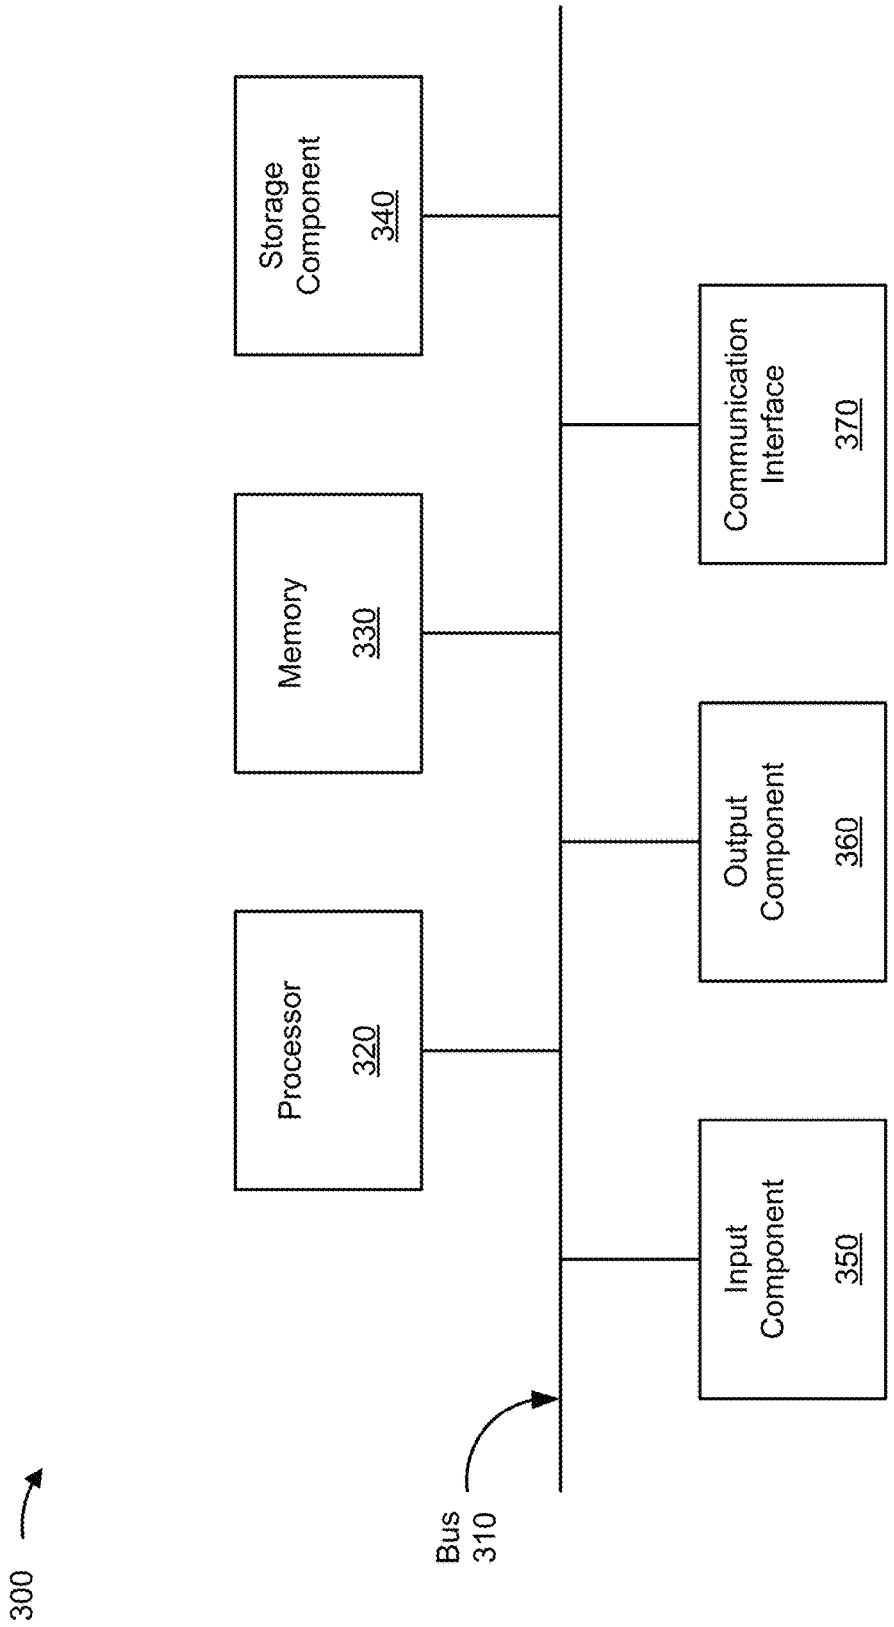 300
Bus
310
Processor
320
Memory
330
Storage
Component
340
Input
Component
350
Output
Component
360
Communication
Interface
370